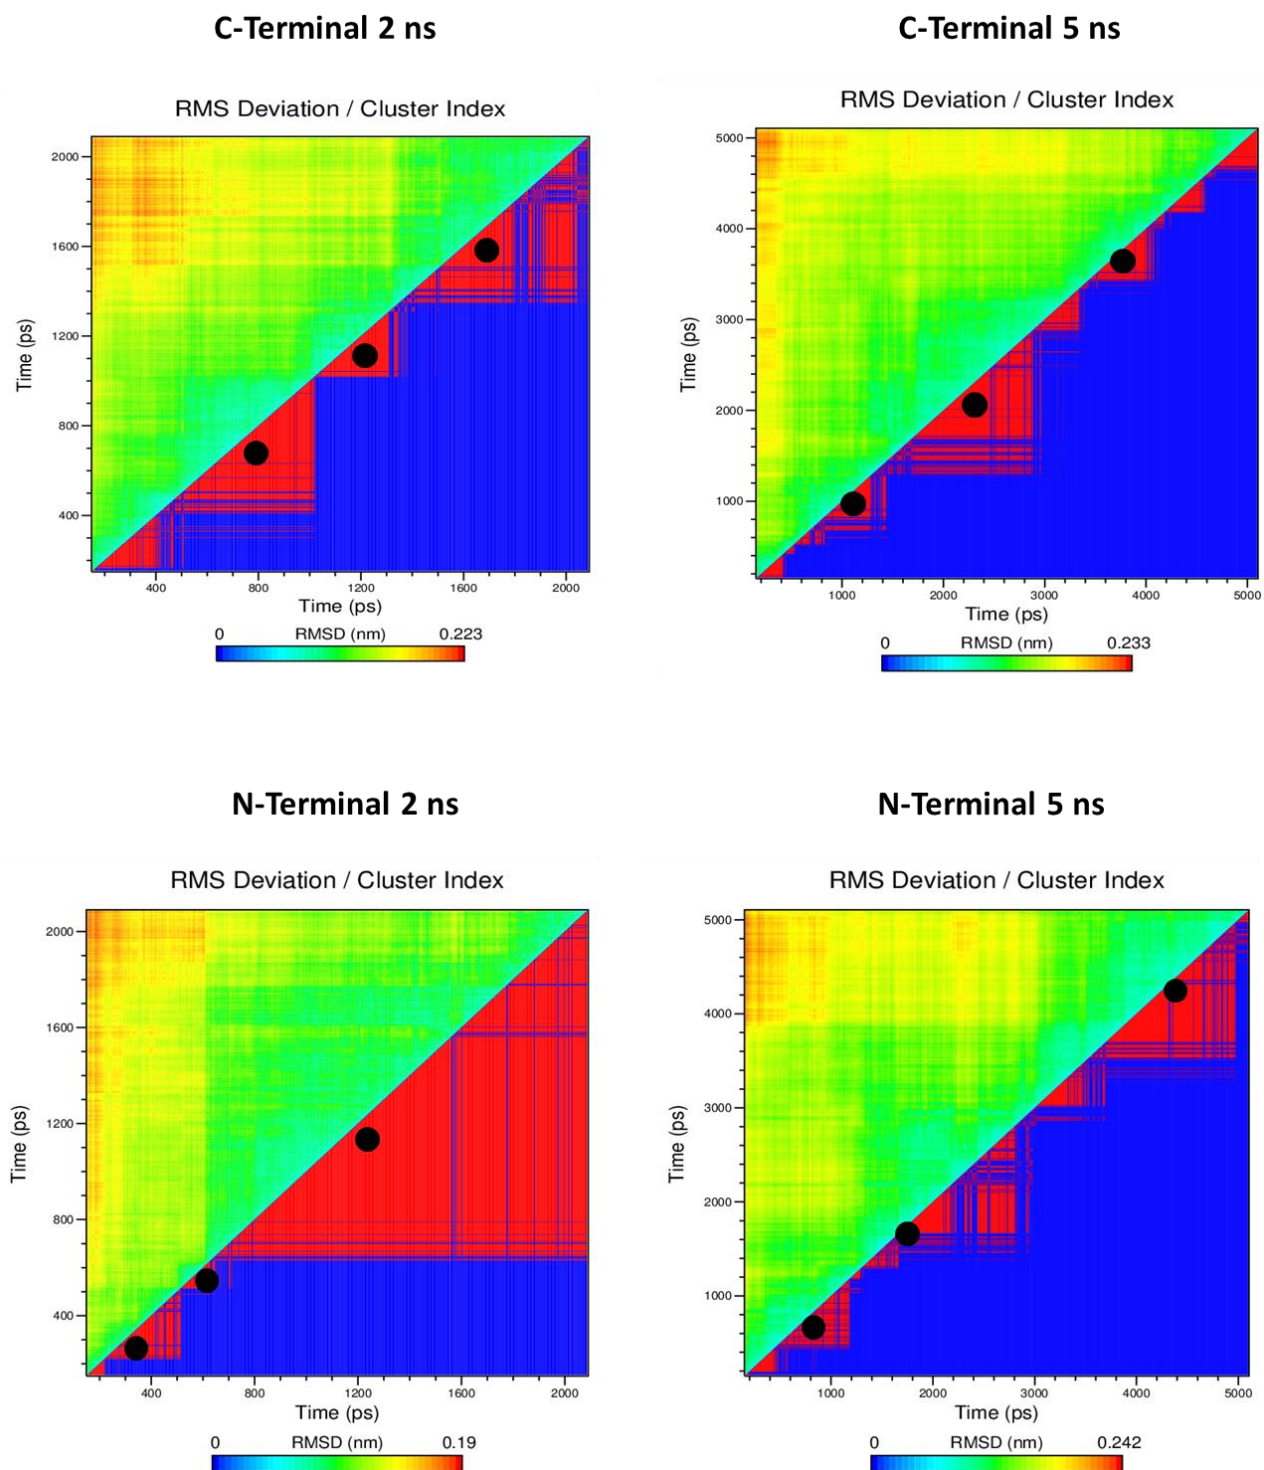 C-Terminal 2 ns
RMS Deviation / Cluster Index
Time (ps)
2000
1600
1200
800
400
400 800 1200 1600 2000
Time (ps)
0 RMSD (nm) 0.223
C-Terminal 5 ns
RMS Deviation / Cluster Index
Time (ps)
5000
4000
3000
2000
1000
1000 2000 3000 4000 5000
Time (ps)
0 RMSD (nm) 0.233
N-Terminal 2 ns
RMS Deviation / Cluster Index
Time (ps)
2000
1600
1200
800
400
400 800 1200 1600 2000
Time (ps)
0 RMSD (nm) 0.19
N-Terminal 5 ns
RMS Deviation / Cluster Index
Time (ps)
5000
4000
3000
2000
1000
1000 2000 3000 4000 5000
Time (ps)
0 RMSD (nm) 0.242